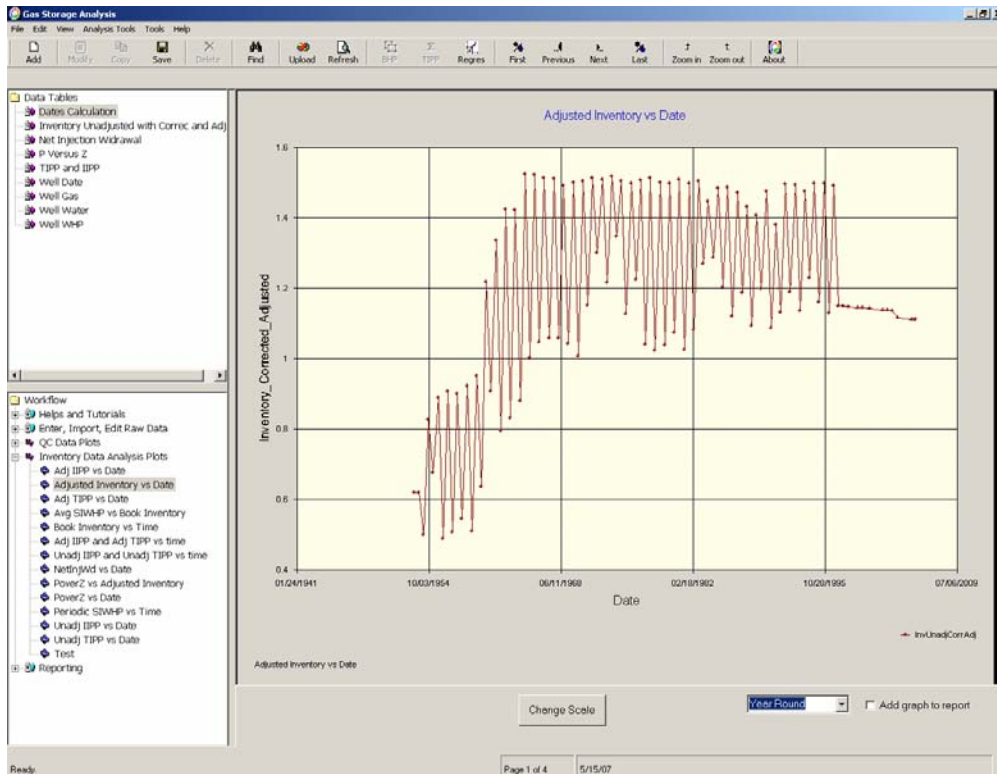 Gas Storage Analysis
File Edit View Analysis Tools Tools Help
Add Modify Copy Save Delete Find Upload Refresh BHP TIPP Regres First Previous Next Last Zoom in Zoom out About
Data Tables
Dates Calculation
Inventory Unadjusted with Correc and Adj
Net Injection Widrawal
P Versus Z
TIPP and IIPP
Well Date
Well Gas
Well Water
Well WHP
Workflow
Helps and Tutorials
Enter, Import, Edit Raw Data
QC Data Plots
Inventory Data Analysis Plots
Adj IIPP vs Date
Adjusted Inventory vs Date
Adj TIPP vs Date
Avg SIWHP vs Book Inventory
Book Inventory vs Time
Adj IIPP and Adj TIPP vs time
Unadj IIPP and Unadj TIPP vs time
NetInjWd vs Date
PoverZ vs Adjusted Inventory
PoverZ vs Date
Periodic SIWHP vs Time
Unadj IIPP vs Date
Unadj TIPP vs Date
Test
Reporting
Adjusted Inventory vs Date
Inventory_Corrected_Adjusted
1.6
1.4
1.2
1
0.8
0.6
0.4
01/24/1941 10/03/1954 06/11/1968 02/18/1982 10/28/1995 07/06/2009
Date
InvUnadjCorrAdj
Adjusted Inventory vs Date
Change Scale
Year Round
Add graph to report
Ready
Page 1 of 4
5/15/07